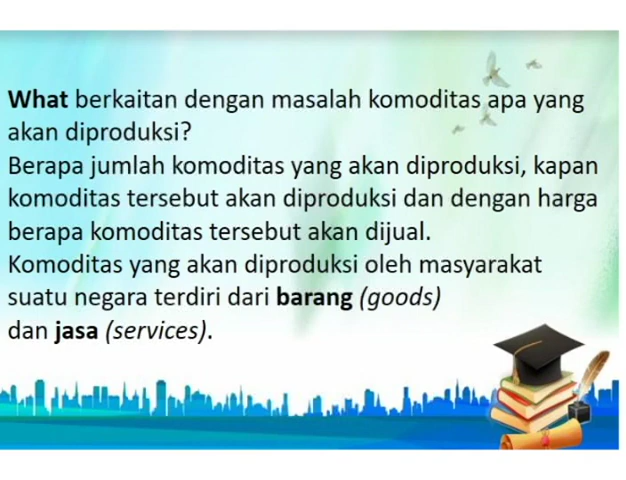 What berkaitan dengan masalah komoditas apa yang
akan diproduksi?
Berapa jumlah komoditas yang akan diproduksi, kapan
komoditas tersebut akan diproduksi dan dengan harga
berapa komoditas tersebut akan dijual.
Komoditas yang akan diproduksi oleh masyarakat
suatu negara terdiri dari barang (goods)
dan jasa (services).